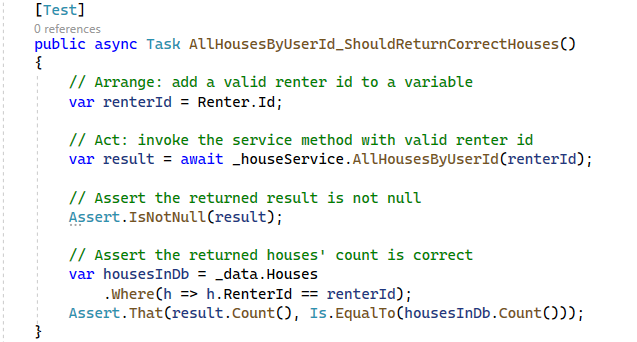 [Test]
0 references
public async Task AllHousesByUserId_ShouldReturnCorrectHouses()
{
    // Arrange: add a valid renter id to a variable
    var renterId = Renter.Id;

    // Act: invoke the service method with valid renter id
    var result = await _houseService.AllHousesByUserId(renterId);

    // Assert the returned result is not null
    Assert.IsNotNull(result);

    // Assert the returned houses' count is correct
    var housesInDb = _data.Houses
        .Where(h => h.RenterId == renterId);
    Assert.That(result.Count(), Is.EqualTo(housesInDb.Count()));
}